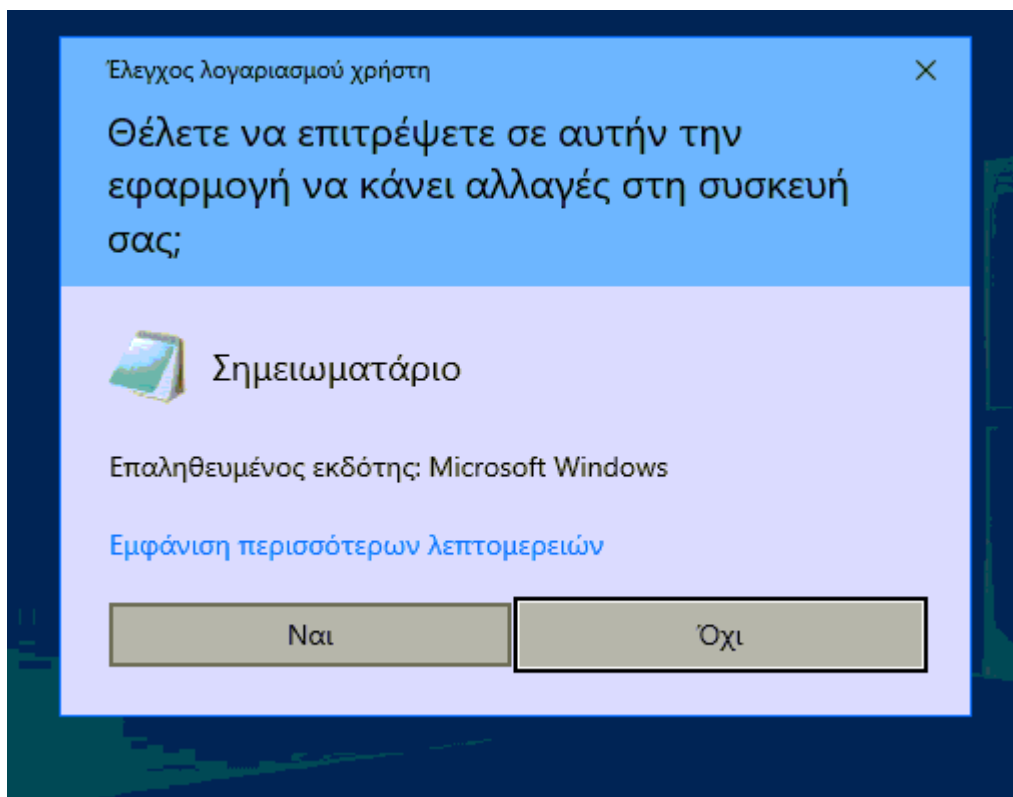 Έλεγχος λογαριασμού χρήστη
Θέλετε να επιτρέψετε σε αυτήν την
εφαρμογή να κάνει αλλαγές στη συσκευή
σας;
Σημειωματάριο
Επαληθευμένος εκδότης: Microsoft Windows
Εμφάνιση περισσότερων λεπτομερειών
Ναι
Όχι